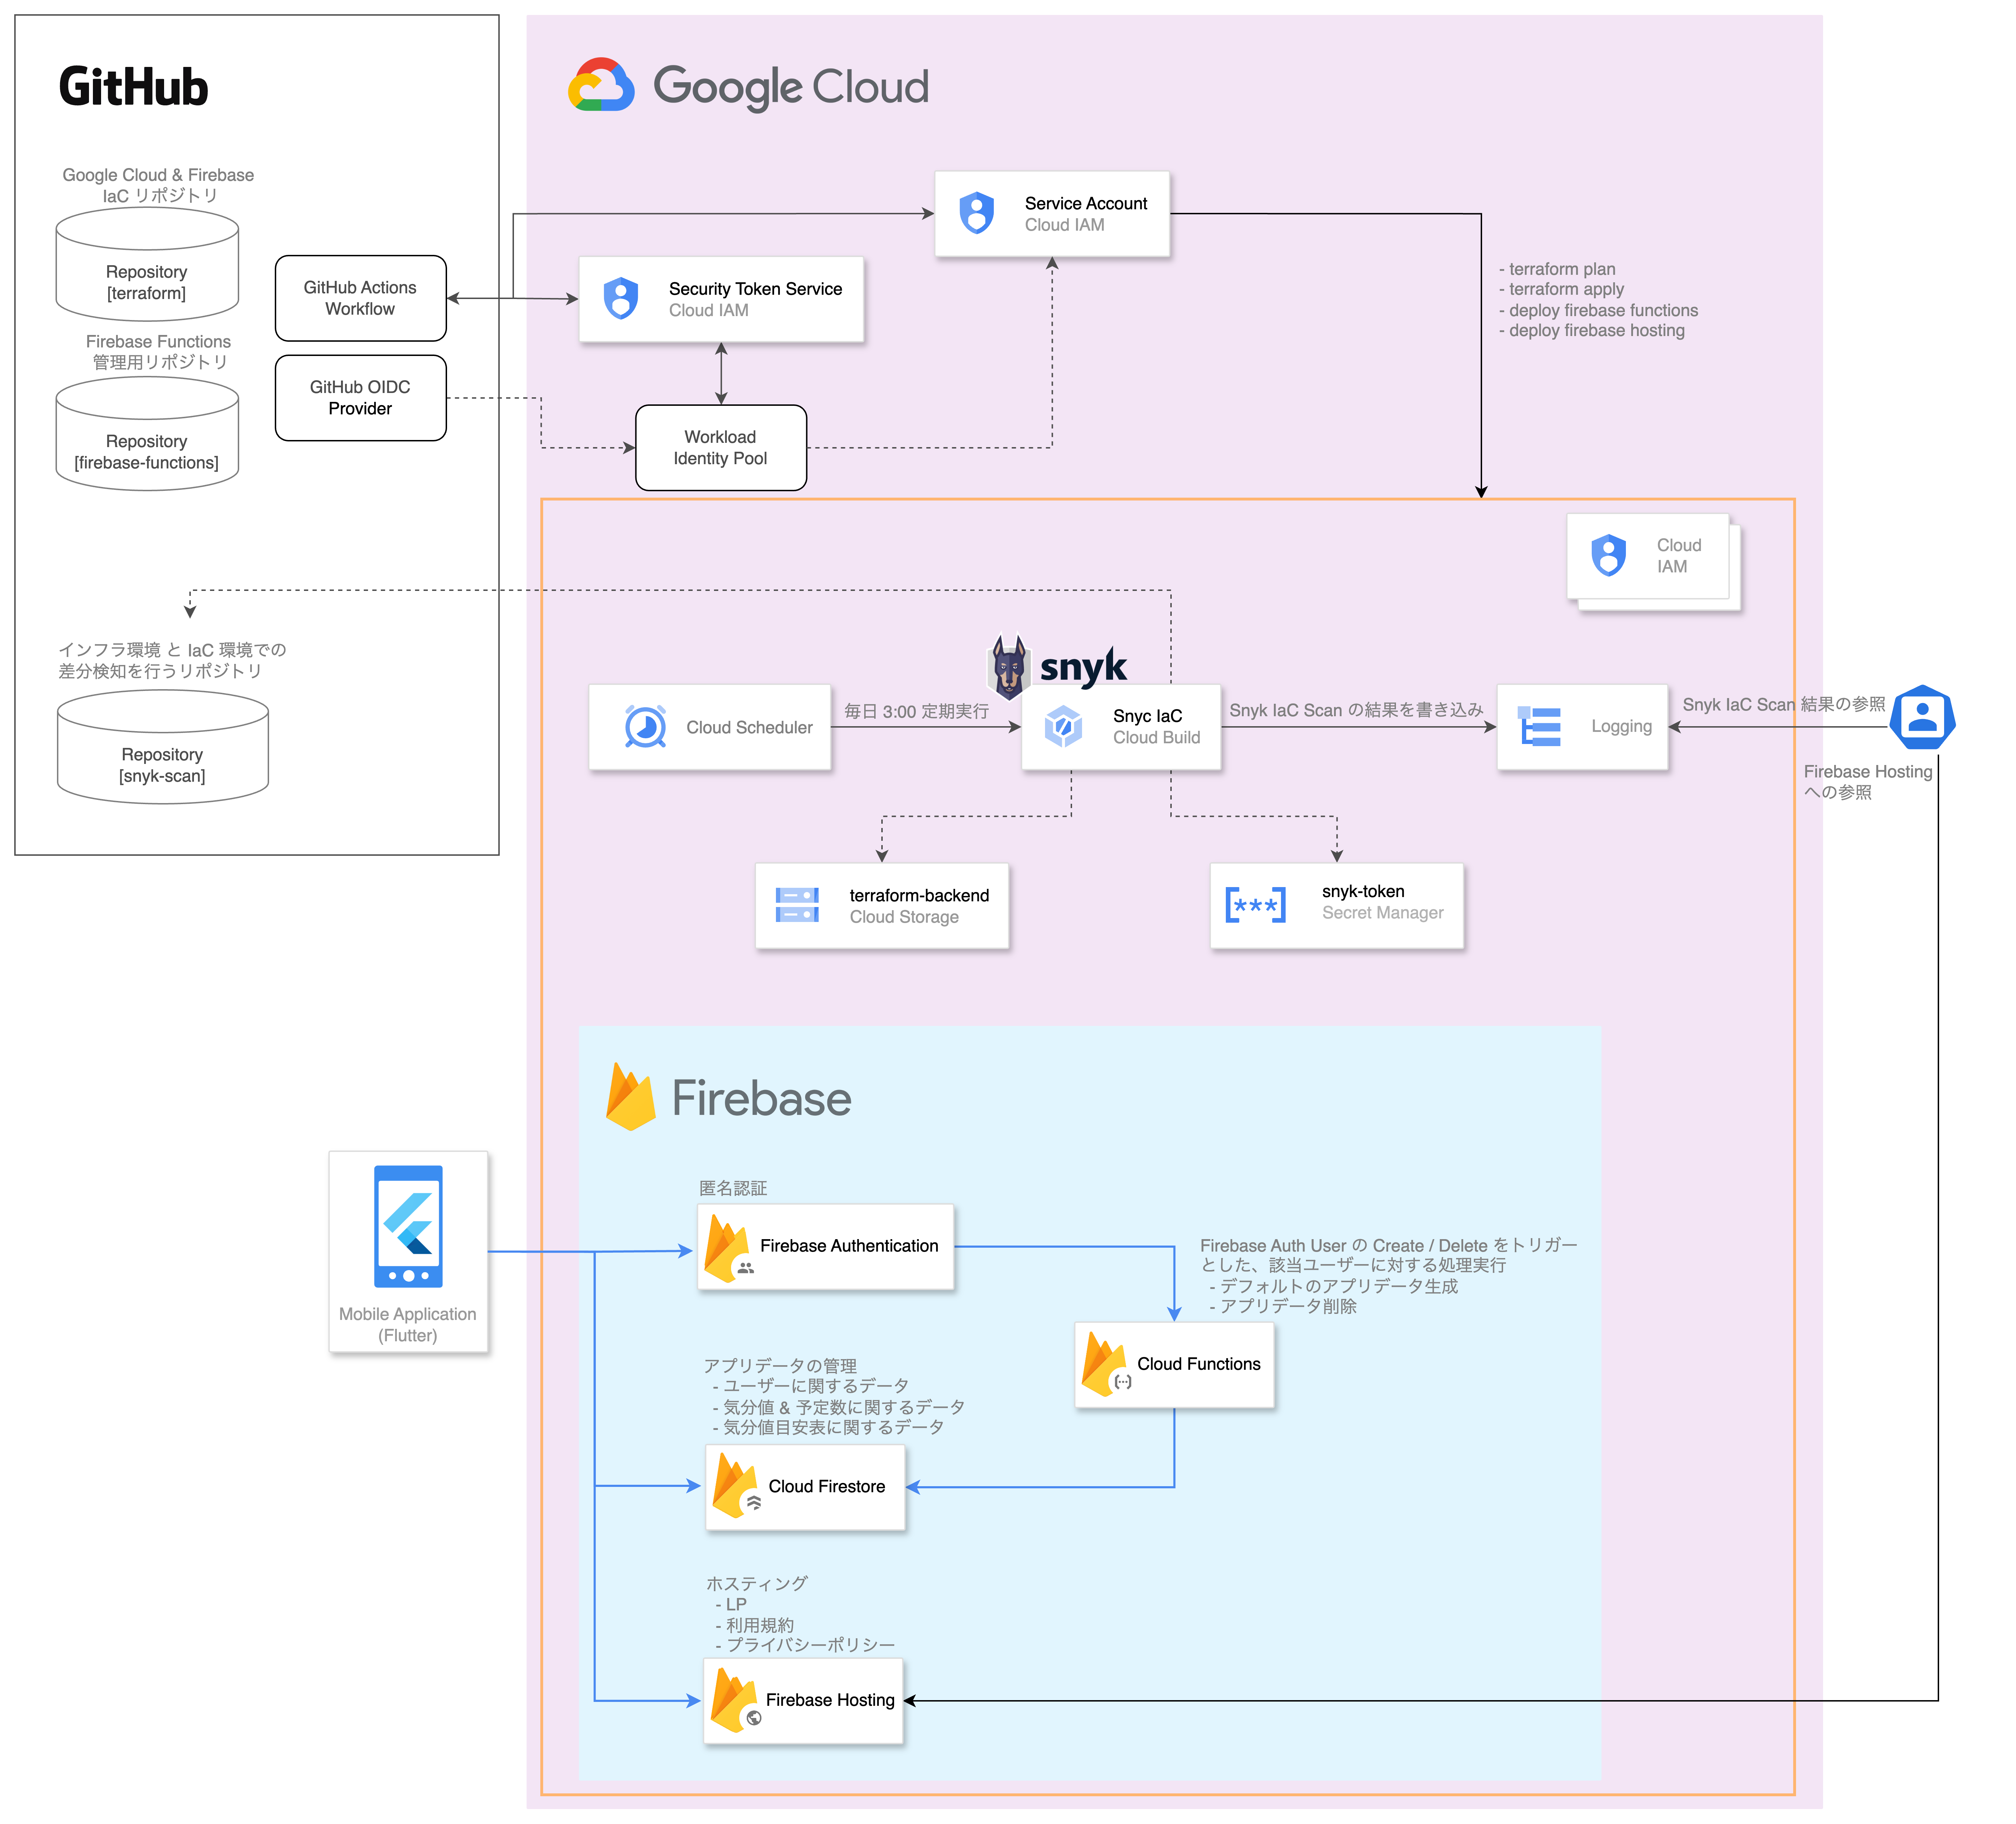 GitHub
Google Cloud & Firebase
IaC リポジトリ
Repository
[terraform]
GitHub Actions
Workflow
Firebase Functions
管理用リポジトリ
Repository
[firebase-functions]
GitHub OIDC
Provider
インフラ環境 と IaC 環境での
差分検知を行うリポジトリ
Repository
[snyk-scan]
Google Cloud
Service Account
Cloud IAM
Security Token Service
Cloud IAM
Workload
Identity Pool
- terraform plan
- terraform apply
- deploy firebase functions
- deploy firebase hosting
Cloud
IAM
snyk
Cloud Scheduler
毎日 3:00 定期実行
Snyc IaC
Cloud Build
Snyk IaC Scan の結果を書き込み
Logging
Snyk IaC Scan 結果の参照
Firebase Hosting
への参照
terraform-backend
Cloud Storage
[***]
snyk-token
Secret Manager
Firebase
Mobile Application
(Flutter)
匿名認証
Firebase Authentication
Firebase Auth User の Create / Delete をトリガー
とした、該当ユーザーに対する処理実行
- デフォルトのアプリデータ生成
- アプリデータ削除
Cloud Functions
アプリデータの管理
- ユーザーに関するデータ
- 気分値 & 予定数に関するデータ
- 気分値目安表に関するデータ
Cloud Firestore
ホスティング
- LP
- 利用規約
- プライバシーポリシー
Firebase Hosting